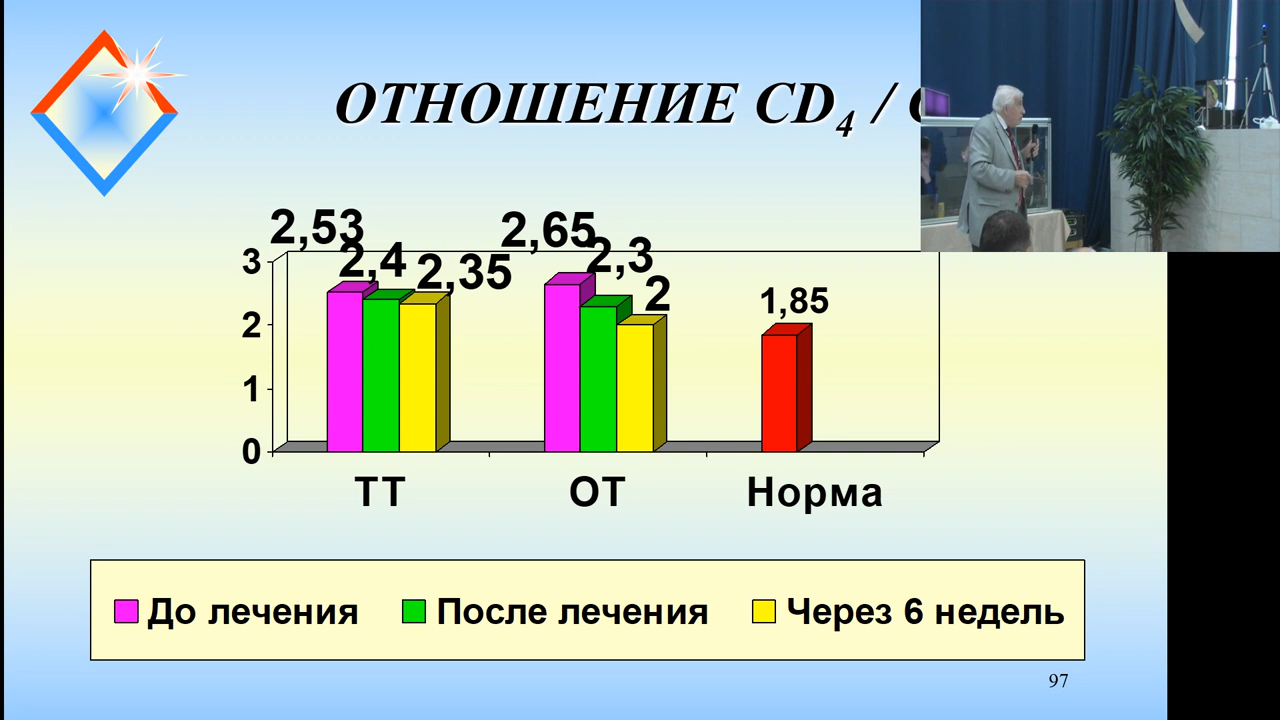 ОТНОШЕНИЕ CD4 /
2,53
2,4
2,35
2,65
2,3
2
1,85
3
2
1
0
ТТ
ОТ
Норма
До лечения
После лечения
Через 6 недель
97